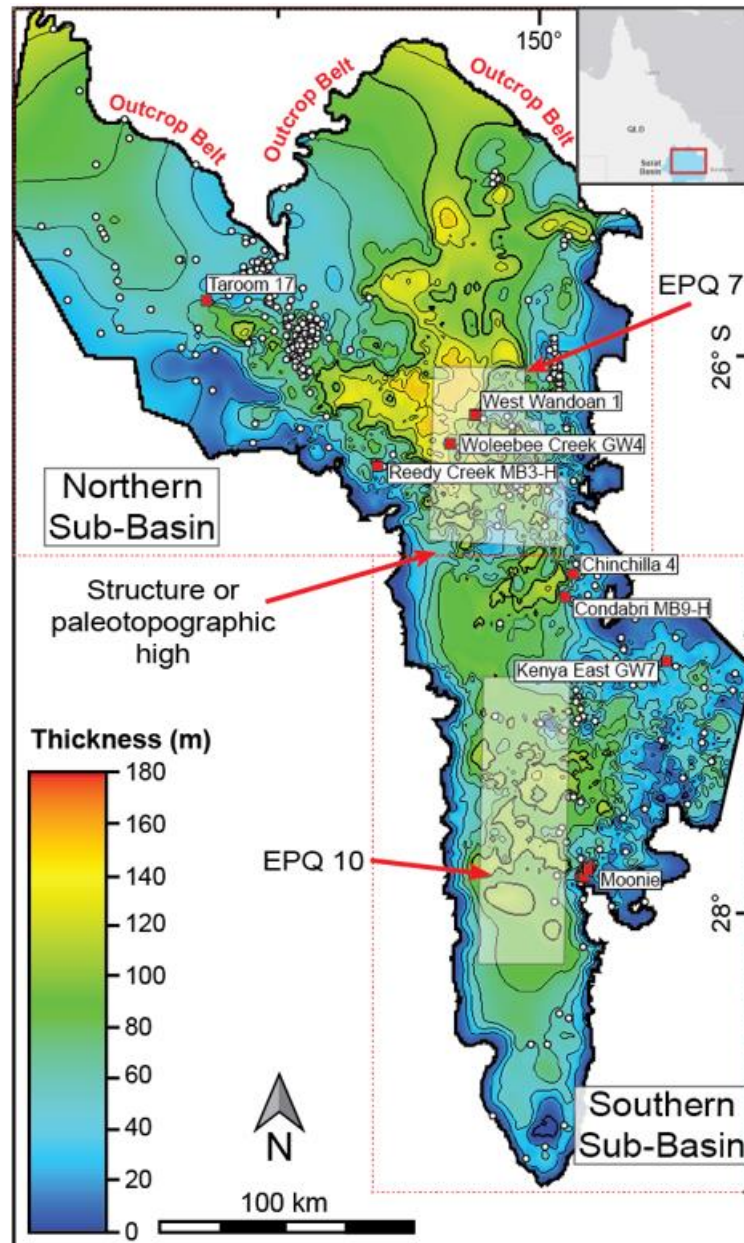 150°
QLD
Surat
Basin
Outcrop Belt
Outcrop Belt
Outcrop Belt
EPQ 7
Taroom 17
26° S
West Wandoan 1
Woleebee Creek GW4
Reedy Creek MB3-H
Northern
Sub-Basin
Structure or
paleotopographic
high
Chinchilla 4
Condabri MB9-H
Kenya East GW7
Thickness (m)
180
160
140
120
100
80
60
40
20
0
EPQ 10
Moonie
28°
N
100 km
Southern
Sub-Basin